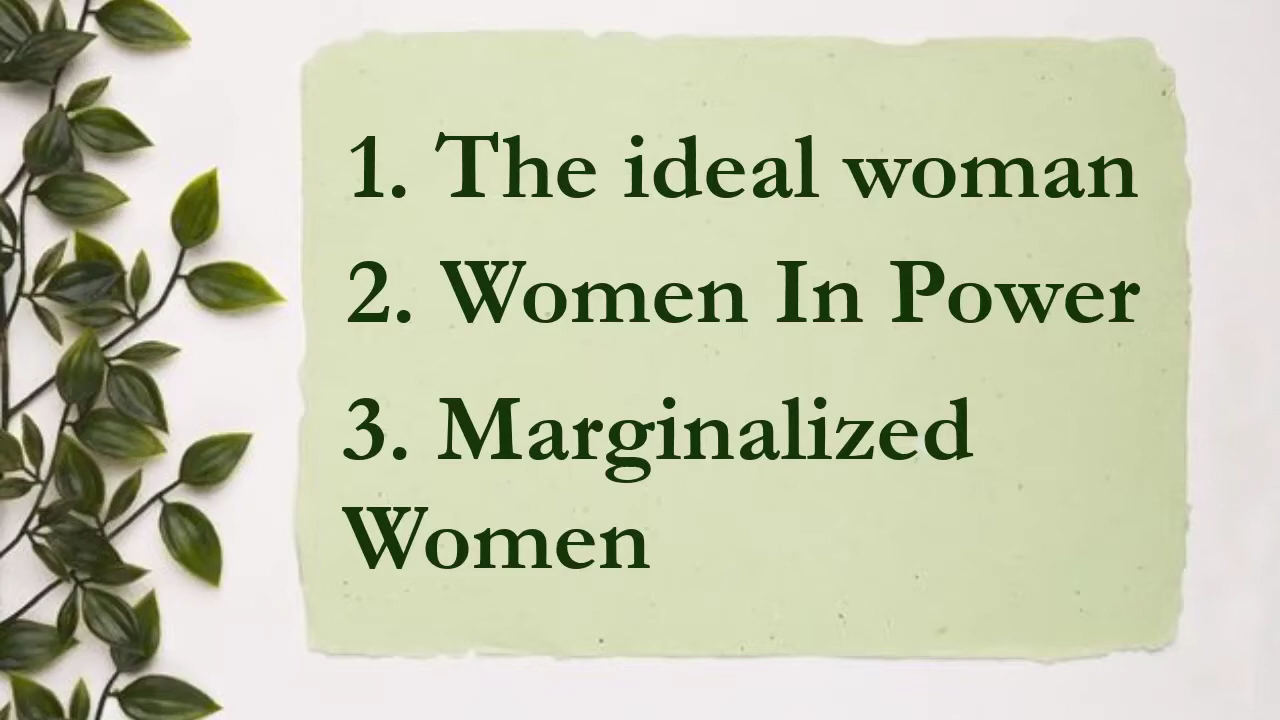 1. The ideal woman
2. Women In Power
3. Marginalized
Women